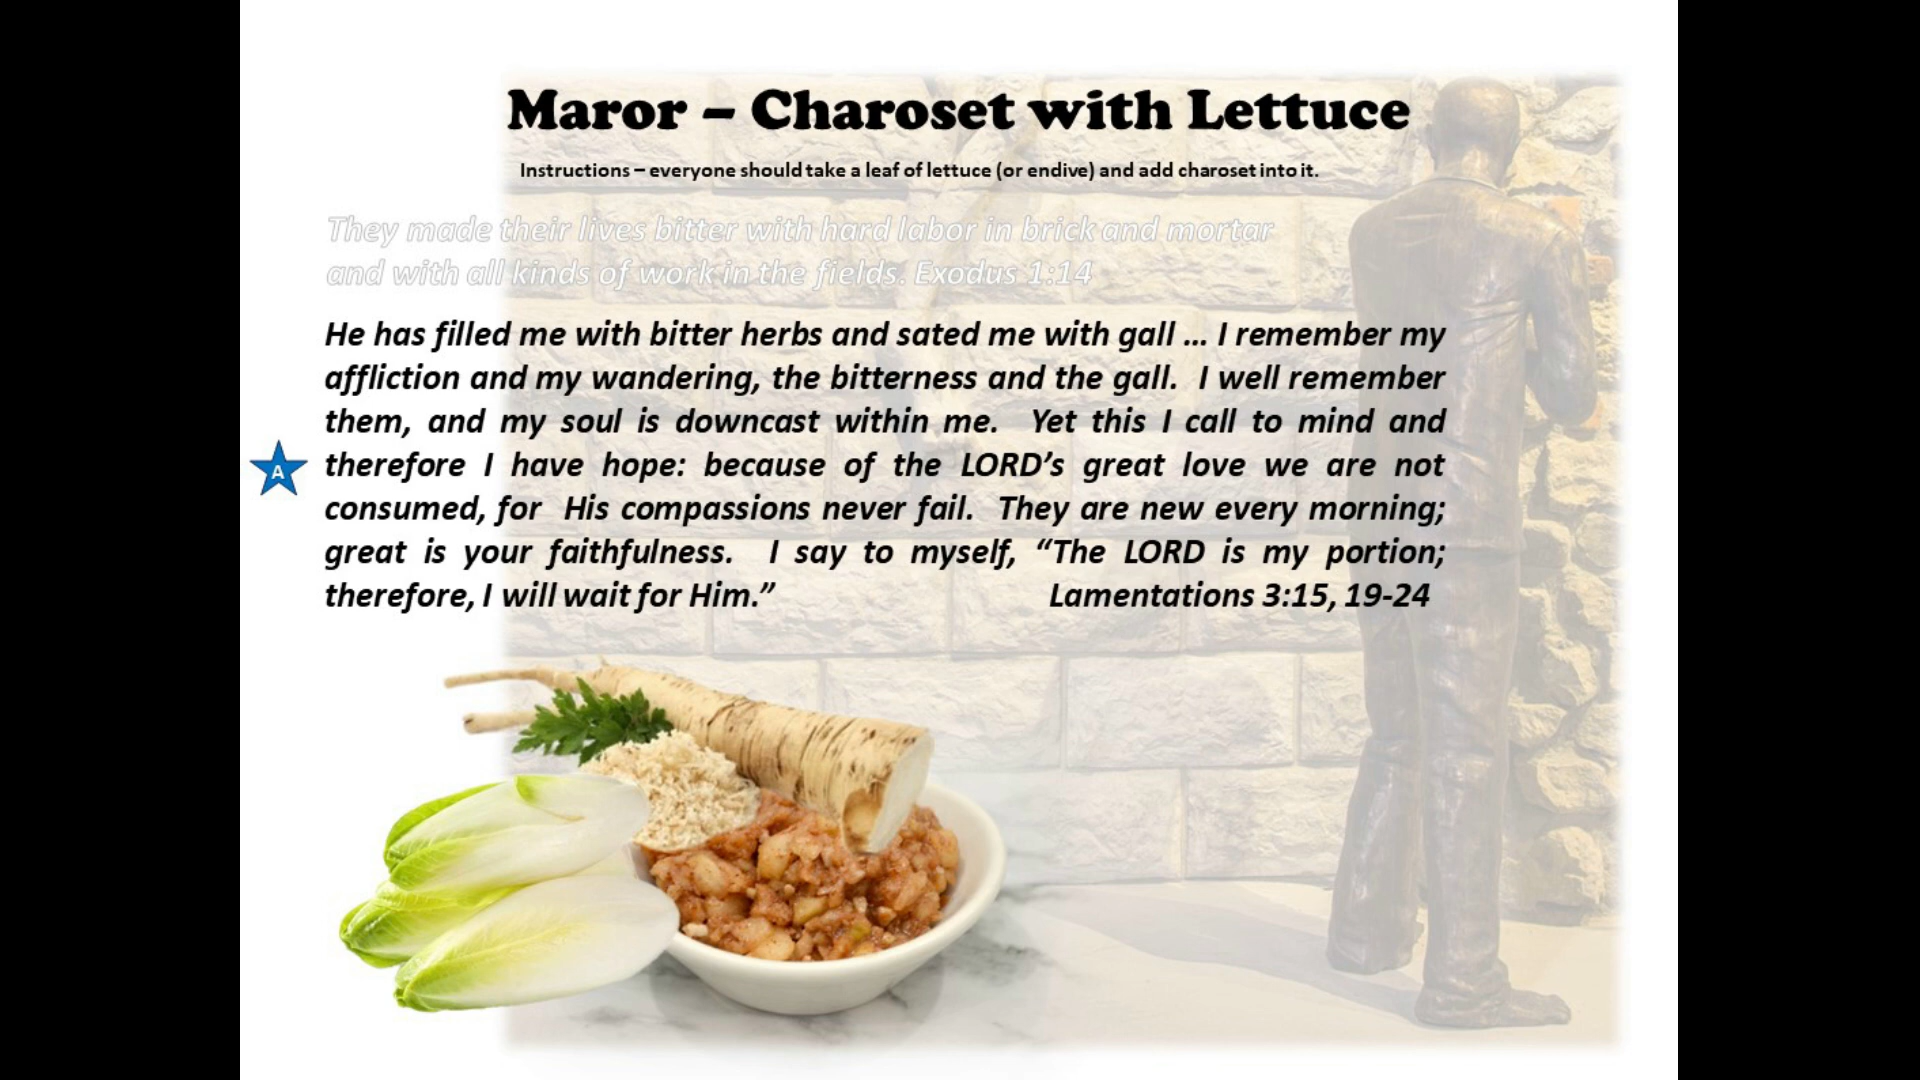 Maror – Charoset with Lettuce
Instructions – everyone should take a leaf of lettuce (or endive) and add charoset into it.
They made their lives bitter with hard labor in brick and mortar
and with all kinds of work in the fields. Exodus 1:14
He has filled me with bitter herbs and sated me with gall … I remember my
affliction and my wandering, the bitterness and the gall. I well remember
them, and my soul is downcast within me. Yet this I call to mind and
A
therefore I have hope: because of the LORD’s great love we are not
consumed, for His compassions never fail. They are new every morning;
great is your faithfulness. I say to myself, “The LORD is my portion;
therefore, I will wait for Him.” Lamentations 3:15, 19-24